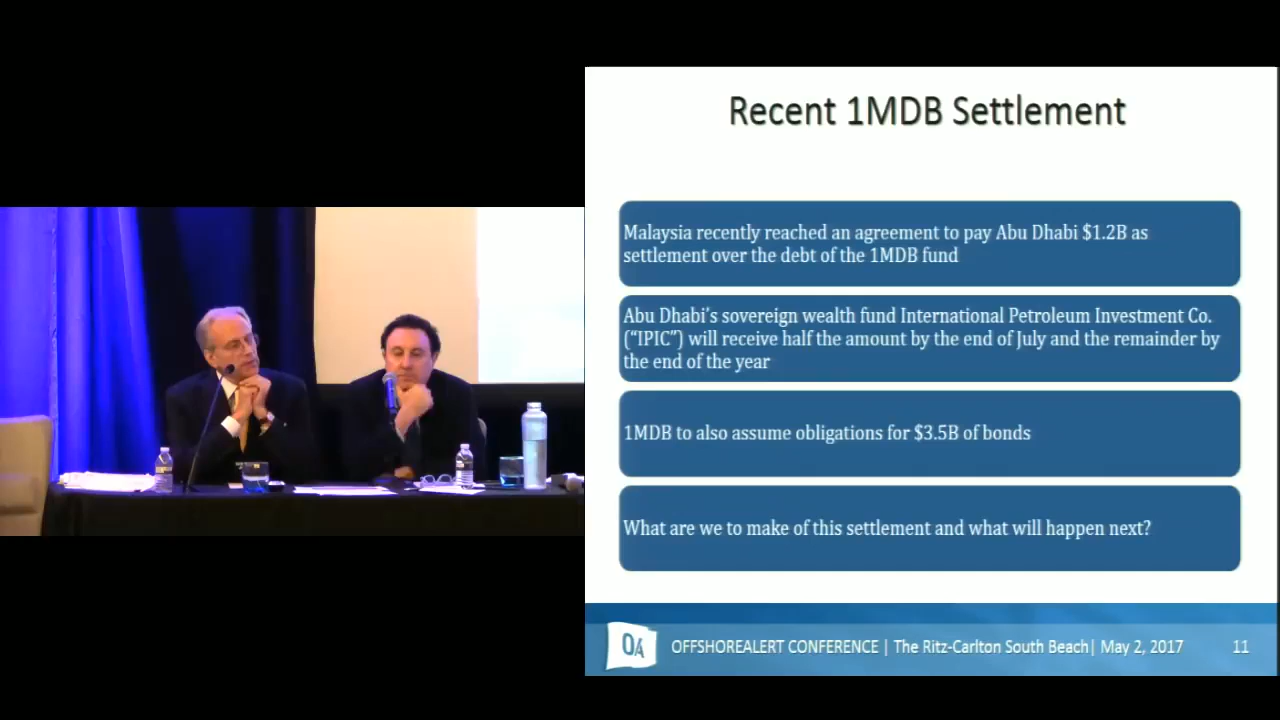 Recent 1MDB Settlement
Malaysia recently reached an agreement to pay Abu Dhabi $1.2B as
settlement over the debt of the 1MDB fund
Abu Dhabi's sovereign wealth fund International Petroleum Investment Co.
("IPIC") will receive half the amount by the end of July and the remainder by
the end of the year
1MDB to also assume obligations for $3.5B of bonds
What are we to make of this settlement and what will happen next?
OA
OFFSHOREALERT CONFERENCE | The Ritz-Carlton South Beach| May 2, 2017
11